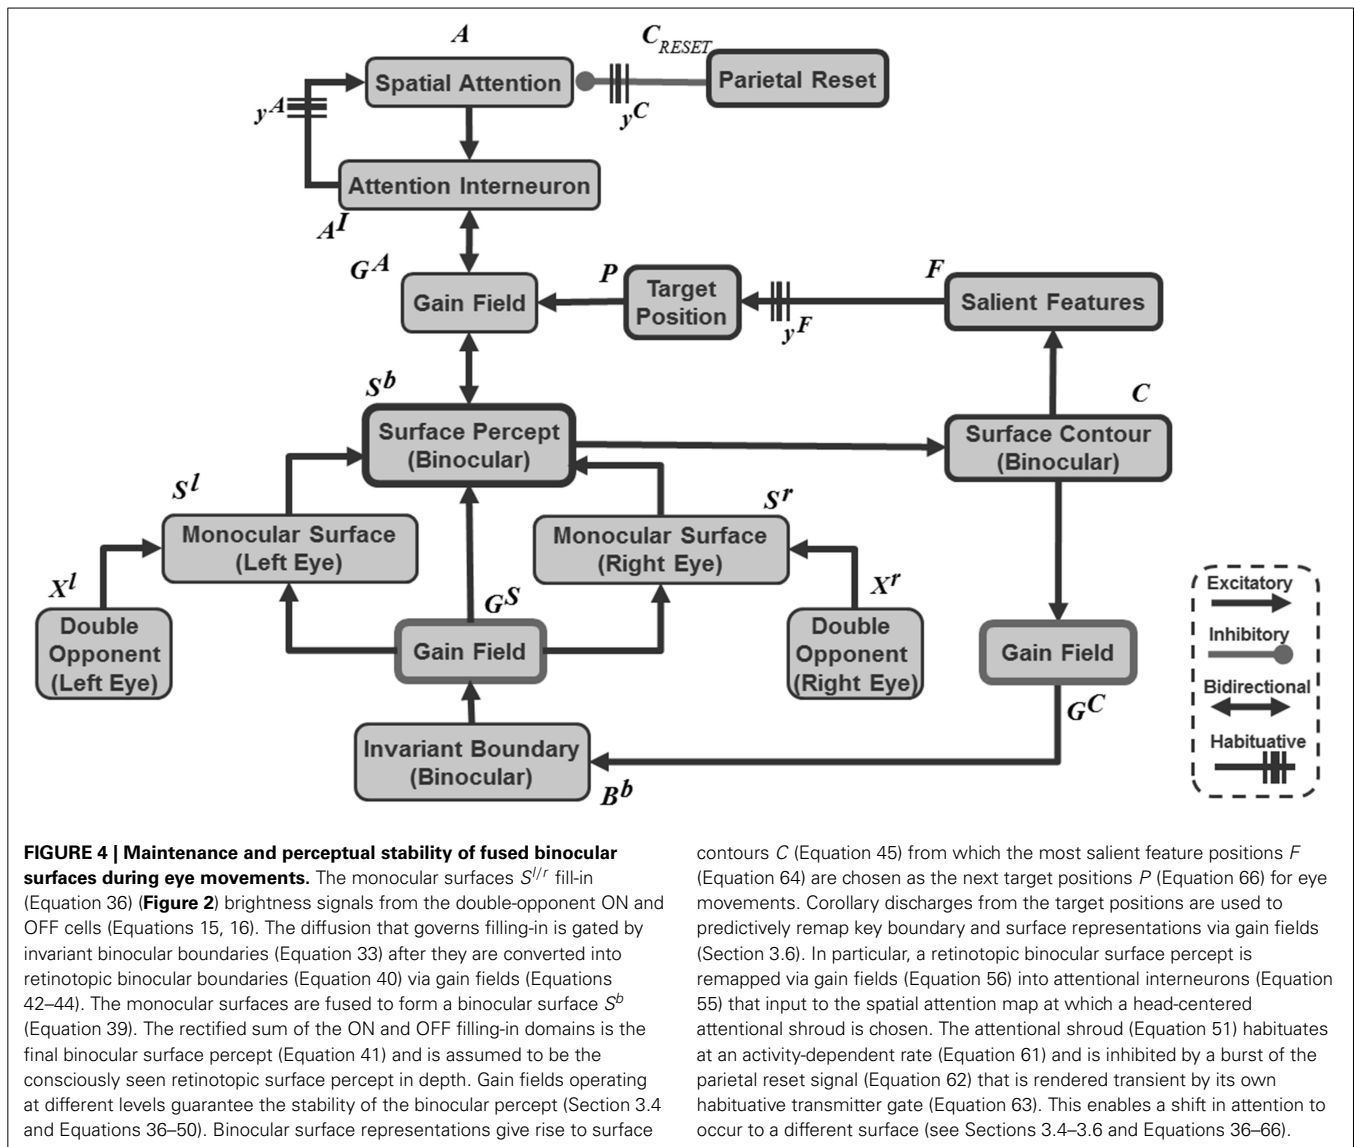 A
C_RESET
Spatial Attention
Parietal Reset
y^A
y^C
Attention Interneuron
A^I
G^A
P
F
Gain Field
Target
Position
Salient Features
y^F
S^b
C
Surface Percept
(Binocular)
Surface Contour
(Binocular)
S^l
S^r
Monocular Surface
(Left Eye)
Monocular Surface
(Right Eye)
X^l
G^S
X^r
Double
Opponent
(Left Eye)
Gain Field
Double
Opponent
(Right Eye)
Gain Field
G^C
Invariant Boundary
(Binocular)
B^b
Excitatory
Inhibitory
Bidirectional
Habituative
FIGURE 4 | Maintenance and perceptual stability of fused binocular
surfaces during eye movements. The monocular surfaces S^l/r fill-in
(Equation 36) (Figure 2) brightness signals from the double-opponent ON and
OFF cells (Equations 15, 16). The diffusion that governs filling-in is gated by
invariant binocular boundaries (Equation 33) after they are converted into
retinotopic binocular boundaries (Equation 40) via gain fields (Equations
42–44). The monocular surfaces are fused to form a binocular surface S^b
(Equation 39). The rectified sum of the ON and OFF filling-in domains is the
final binocular surface percept (Equation 41) and is assumed to be the
consciously seen retinotopic surface percept in depth. Gain fields operating
at different levels guarantee the stability of the binocular percept (Section 3.4
and Equations 36–50). Binocular surface representations give rise to surface
contours C (Equation 45) from which the most salient feature positions F
(Equation 64) are chosen as the next target positions P (Equation 66) for eye
movements. Corollary discharges from the target positions are used to
predictively remap key boundary and surface representations via gain fields
(Section 3.6). In particular, a retinotopic binocular surface percept is
remapped via gain fields (Equation 56) into attentional interneurons (Equation
55) that input to the spatial attention map at which a head-centered
attentional shroud is chosen. The attentional shroud (Equation 51) habituates
at an activity-dependent rate (Equation 61) and is inhibited by a burst of the
parietal reset signal (Equation 62) that is rendered transient by its own
habituative transmitter gate (Equation 63). This enables a shift in attention to
occur to a different surface (see Sections 3.4–3.6 and Equations 36–66).